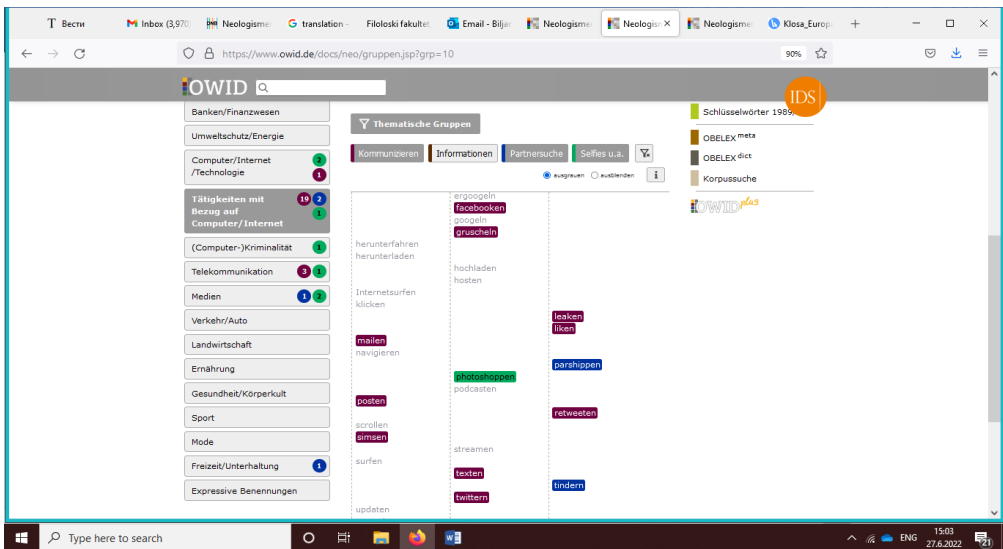 Т Вести
Inbox (3,970
Neologismen
translation -
Filoloski fakultet
Email - Biljan
Neologismen
Neologism
Neologismen
Klosa_Europa
https://www.owid.de/docs/neo/gruppen.jsp?grp=10
90%
OWID
IDS
Banken/Finanzwesen
Umweltschutz/Energie
Computer/Internet
/Technologie
2
1
Tätigkeiten mit
Bezug auf
Computer/Internet
19 2
1
(Computer-)Kriminalität 1
Telekommunikation 3 1
Medien 1 2
Verkehr/Auto
Landwirtschaft
Ernährung
Gesundheit/Körperkult
Sport
Mode
Freizeit/Unterhaltung 1
Expressive Benennungen
Thematische Gruppen
Kommunizieren Informationen Partnersuche Selfies u.a.
ausgrauen ausblenden i
ergoogeln
facebooken
googeln
gruscheln
herunterfahren
herunterladen
hochladen
hosten
Internetsurfen
klicken
leaken
liken
mailen
navigieren
parshippen
photoshoppen
podcasten
posten
retweeten
scrollen
simsen
streamen
surfen
texten
tindern
twittern
updaten
Schlüsselwörter 1989/
OBELEX meta
OBELEX dict
Korpussuche
OWID plus
Type here to search
ENG
15:03
27.6.2022
21